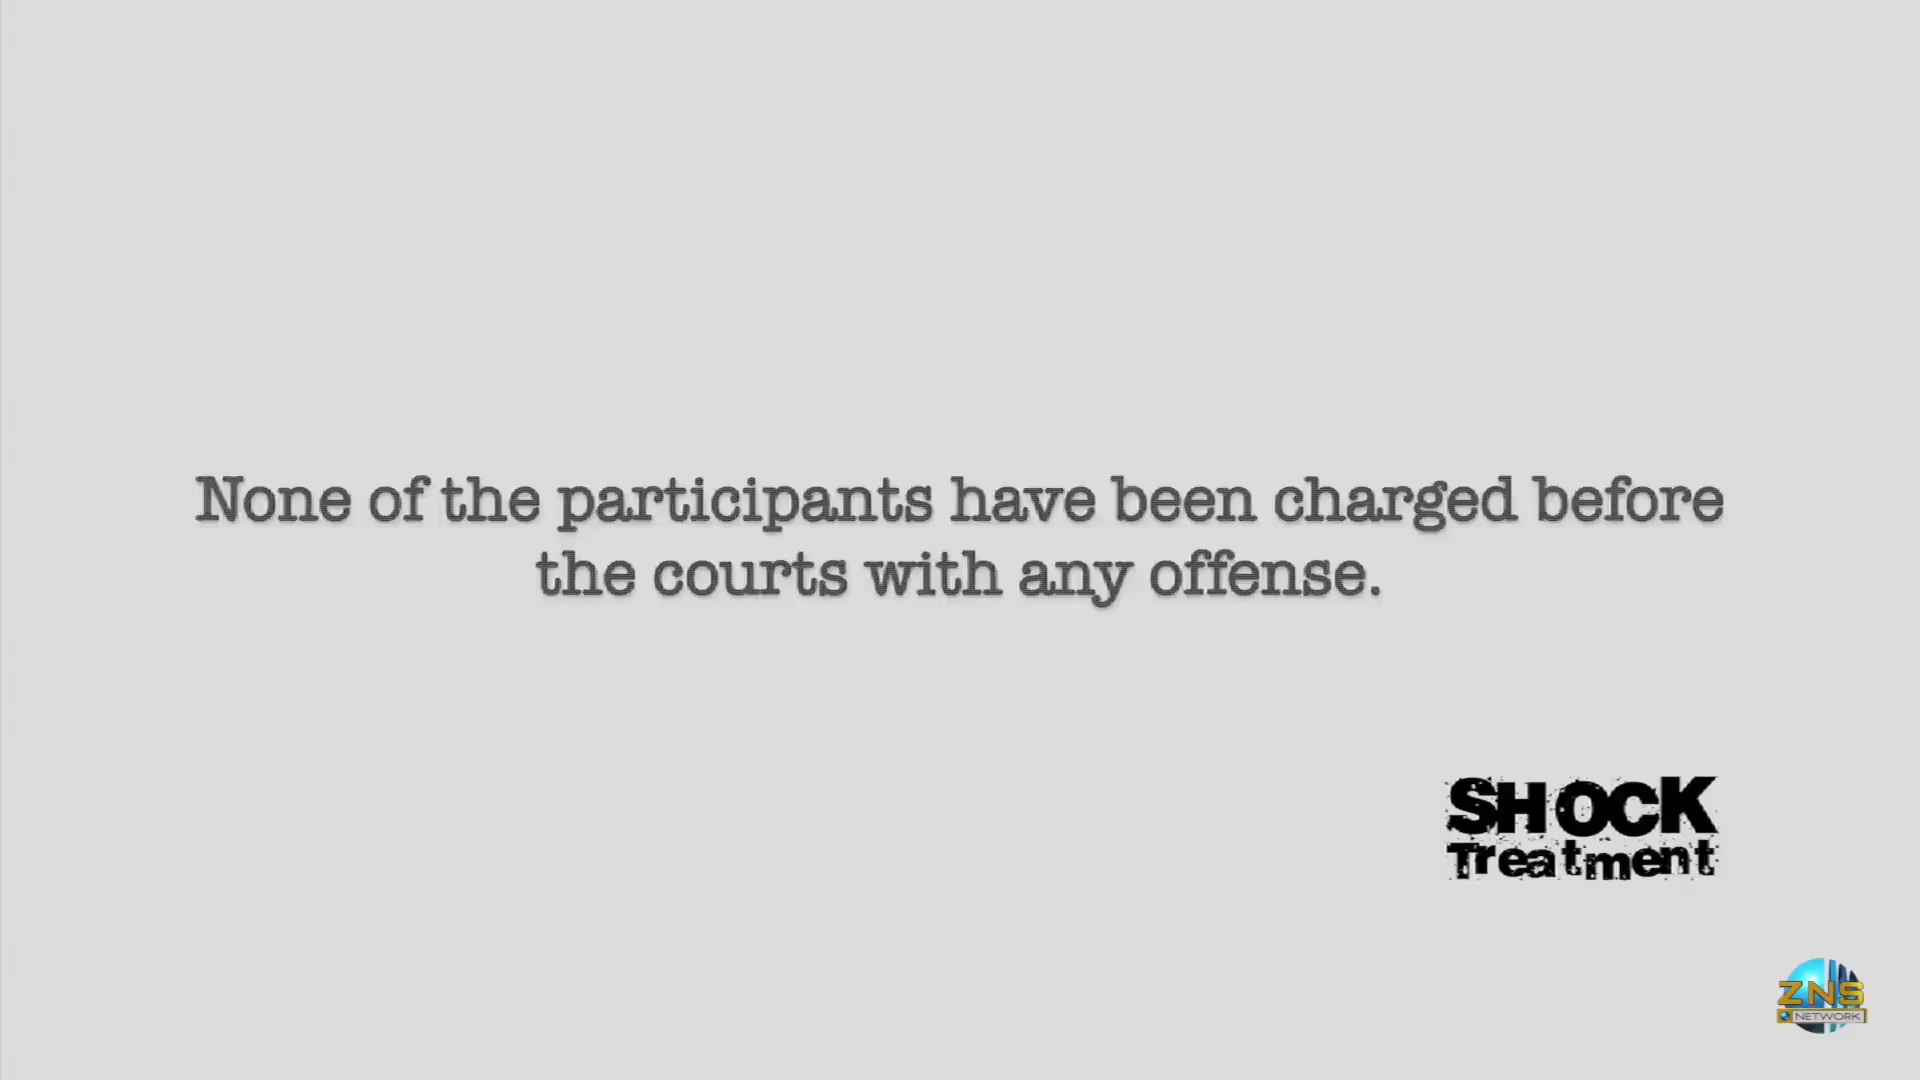 None of the participants have been charged before
the courts with any offense.
SHOCK
Treatment
ZNS
NETWORK